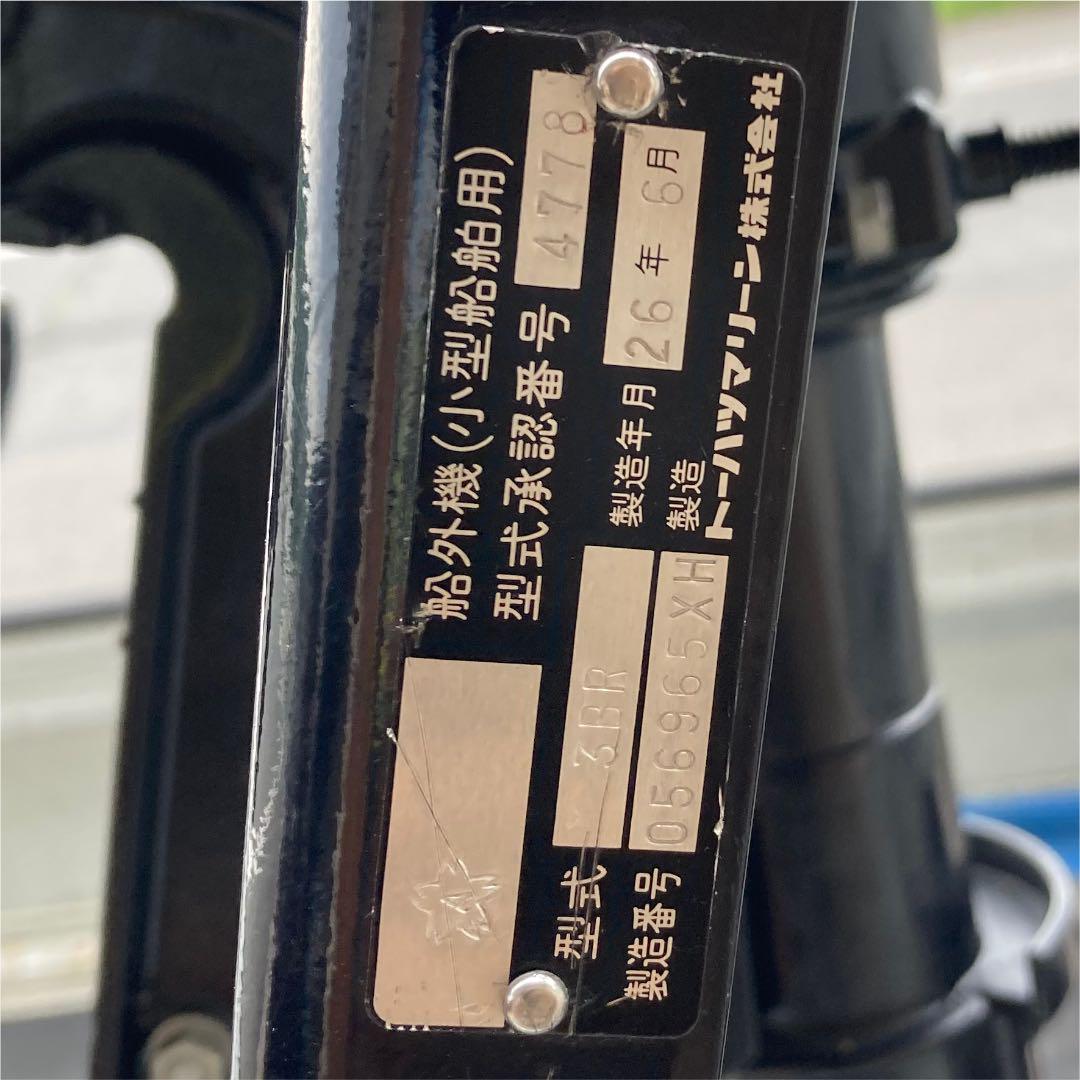 船外機(小型船舶用)
型式承認番号 4778
型式 3BR 製造年月 26年6月
製造番号 056965XH 製造
トーハツマリーン株式会社